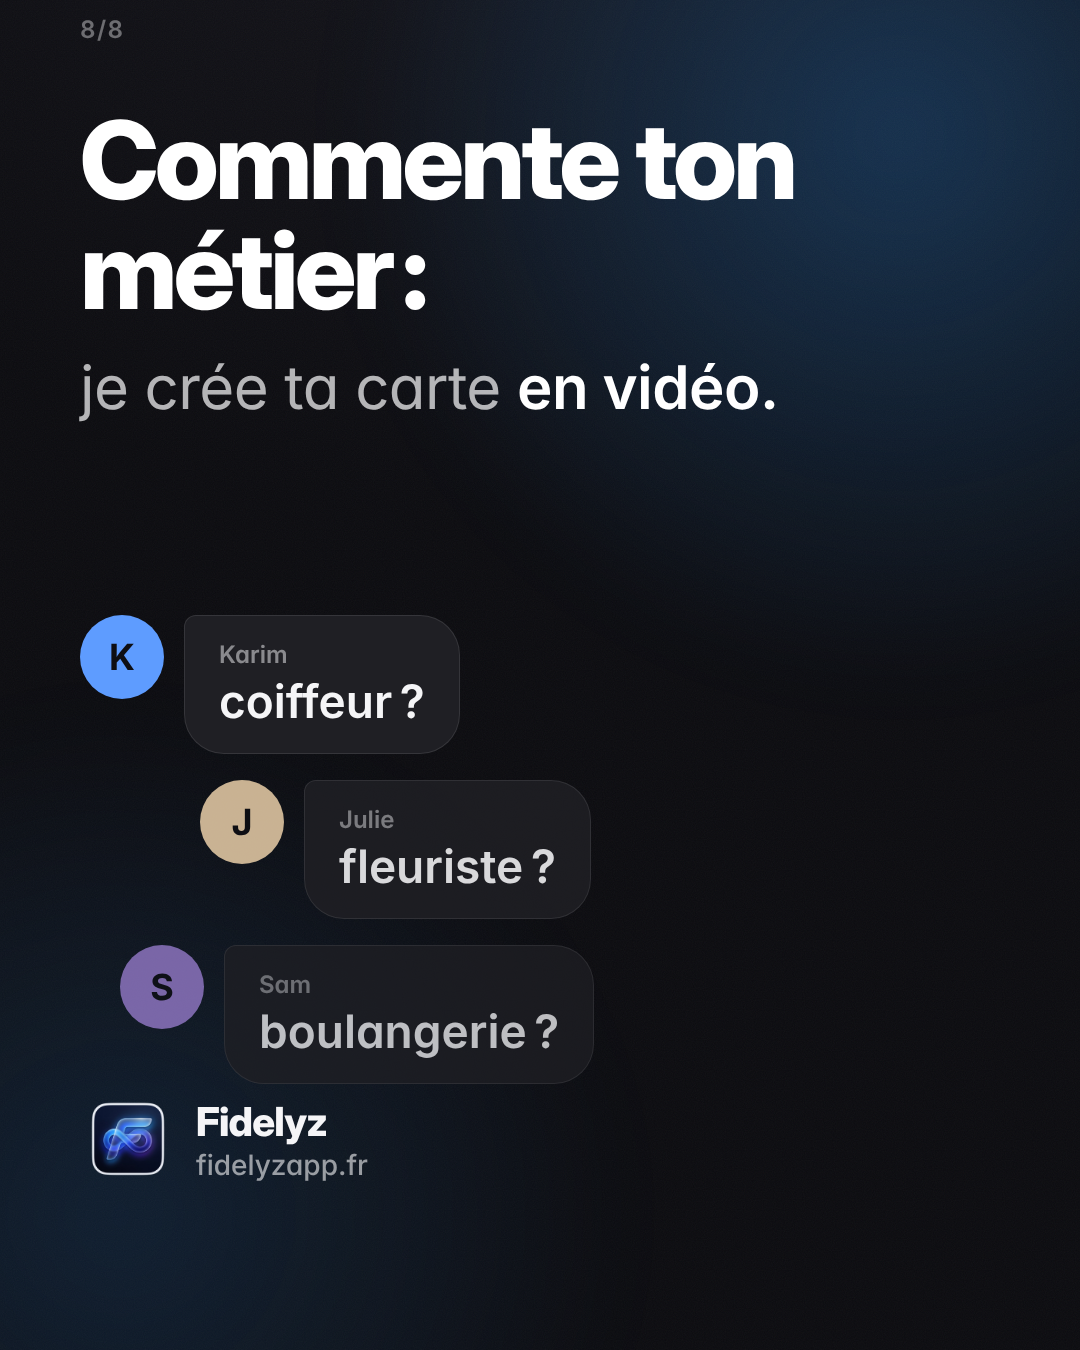 8/8
Commente ton
métier :
je crée ta carte en vidéo.
K
Karim
coiffeur ?
J
Julie
fleuriste ?
S
Sam
boulangerie ?
Fidelyz
fidelyzapp.fr